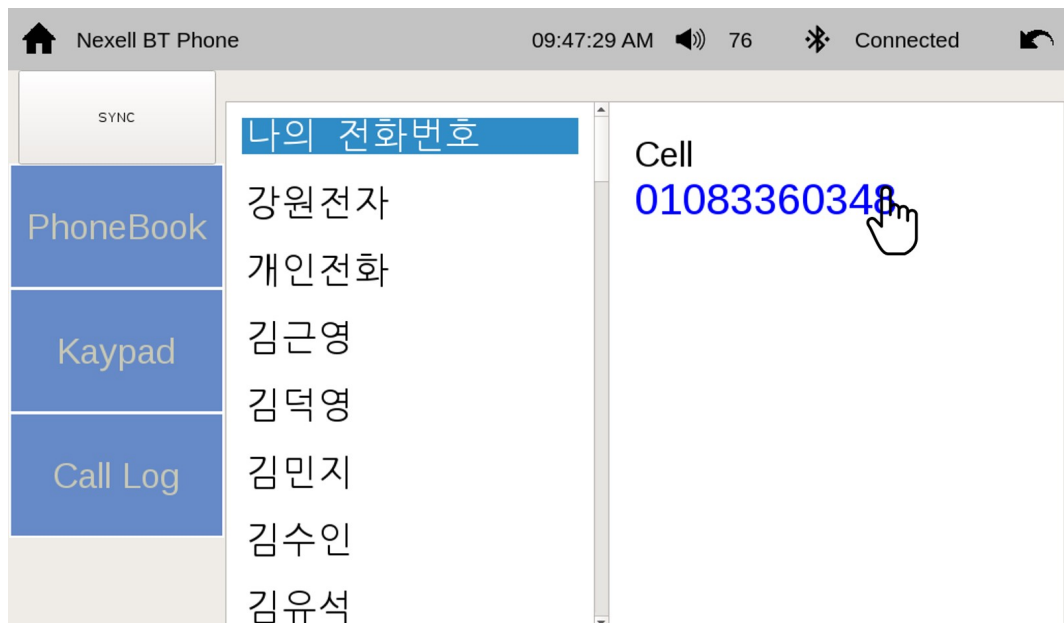 Nexell BT Phone 09:47:29 AM 76 Connected
SYNC
PhoneBook
Kaypad
Call Log
나의 전화번호
강원전자
개인전화
김근영
김덕영
김민지
김수인
김유석
Cell
01083360348